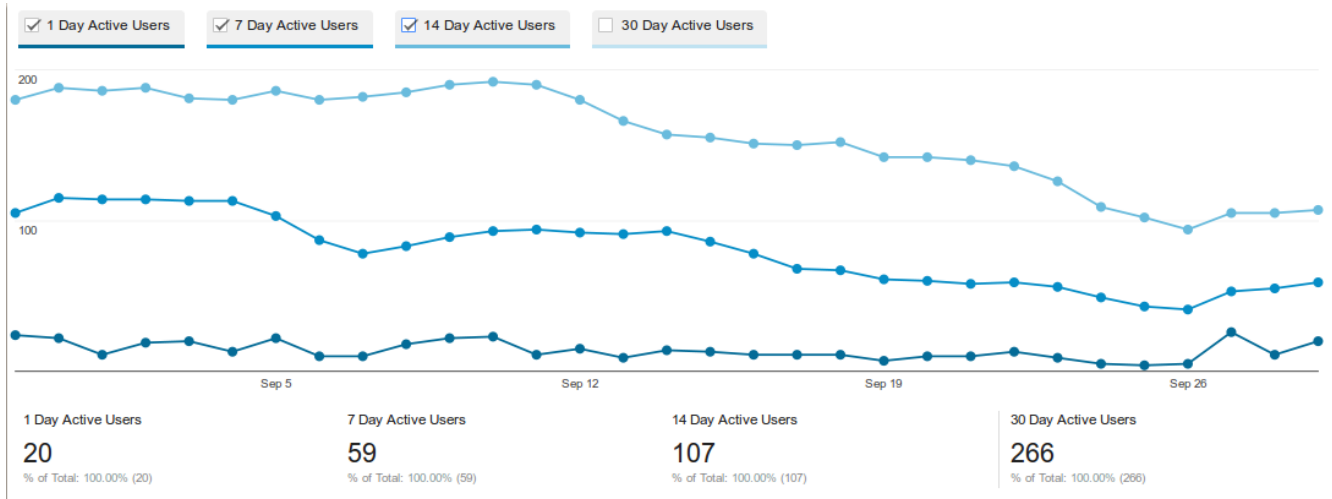 1 Day Active Users 7 Day Active Users 14 Day Active Users 30 Day Active Users
200
100
Sep 5 Sep 12 Sep 19 Sep 26
1 Day Active Users 7 Day Active Users 14 Day Active Users 30 Day Active Users
20 59 107 266
% of Total: 100.00% (20) % of Total: 100.00% (59) % of Total: 100.00% (107) % of Total: 100.00% (266)